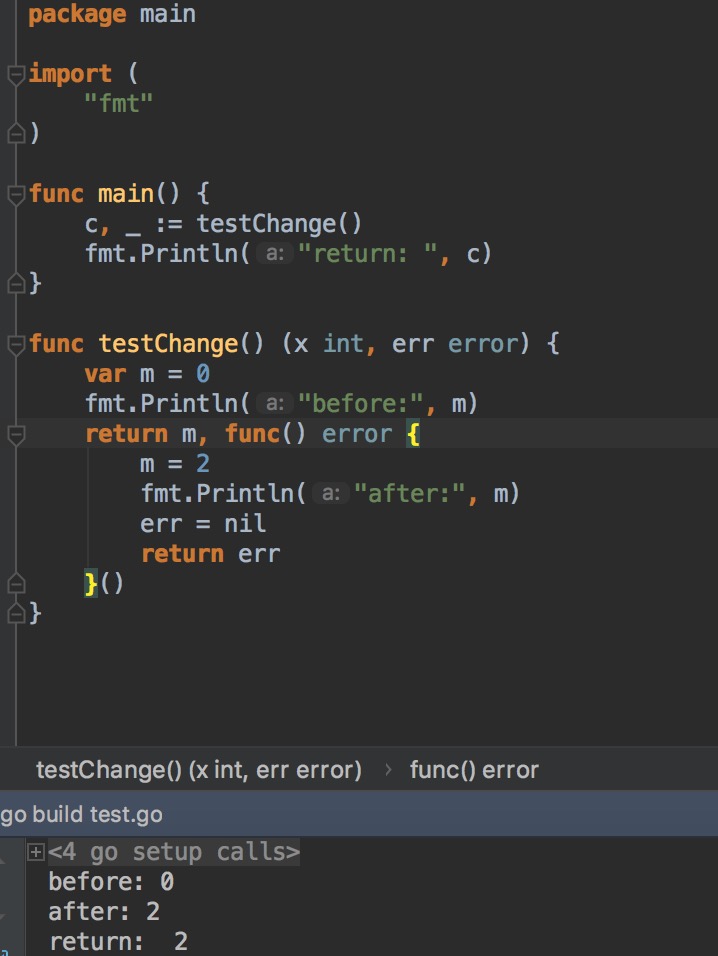 package main
import (
"fmt"
)
func main() {
c, _ := testChange()
fmt.Println( a: "return: ", c)
}
func testChange() (x int, err error) {
var m = 0
fmt.Println( a: "before:", m)
return m, func() error {
m = 2
fmt.Println( a: "after:", m)
err = nil
return err
}()
}
testChange() (x int, err error) › func() error
go build test.go
<4 go setup calls>
before: 0
after: 2
return:  2